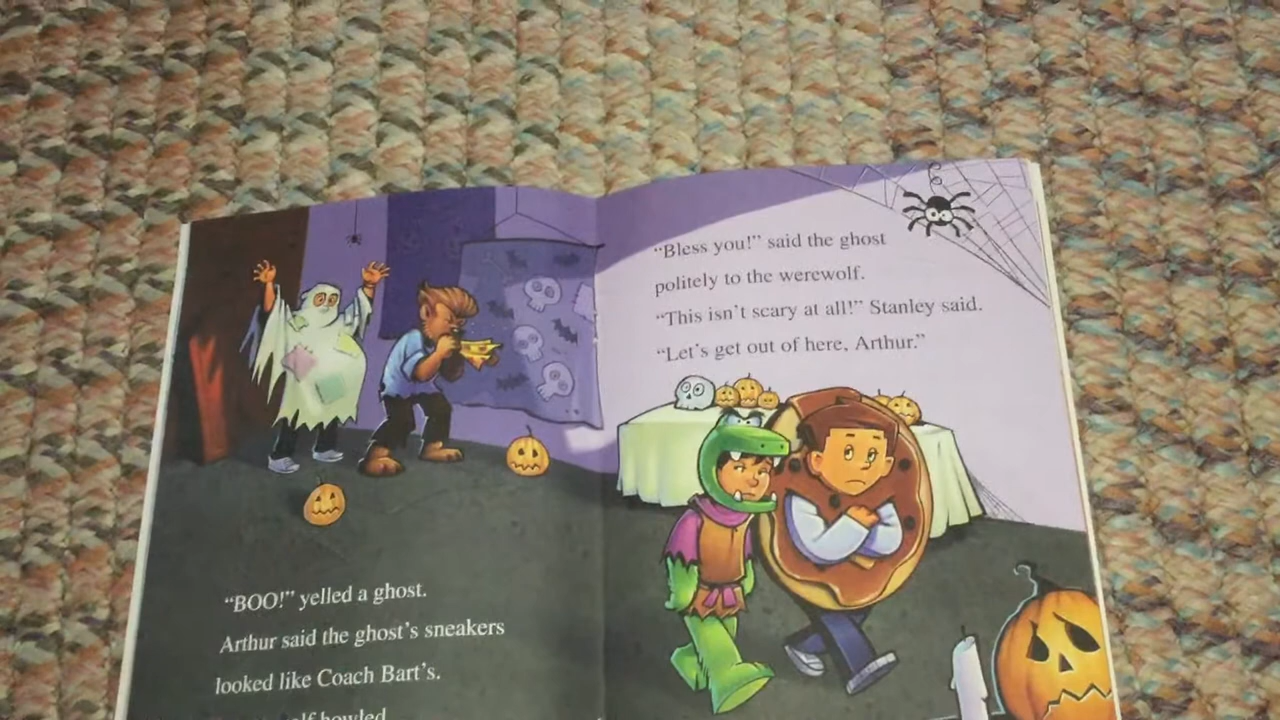 “BOO!” yelled a ghost.
Arthur said the ghost’s sneakers
looked like Coach Bart’s.
howled
“Bless you!” said the ghost
politely to the werewolf.
“This isn’t scary at all!” Stanley said.
“Let’s get out of here, Arthur.”